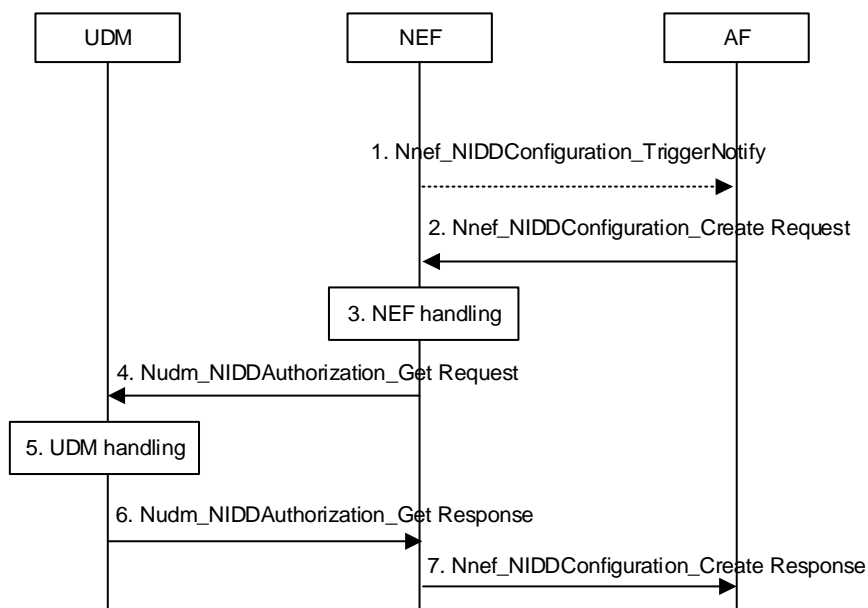 UDM
NEF
AF
1. Nnef_NIDDConfiguration_TriggerNotify
2. Nnef_NIDDConfiguration_Create Request
3. NEF handling
4. Nudm_NIDDAuthorization_Get Request
5. UDM handling
6. Nudm_NIDDAuthorization_Get Response
7. Nnef_NIDDConfiguration_Create Response